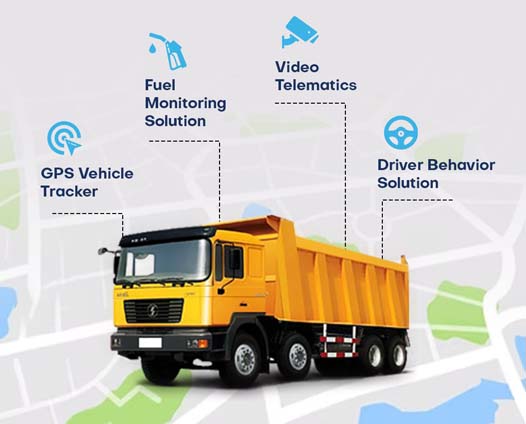 Video
Telematics
Fuel
Monitoring
Solution
GPS Vehicle
Tracker
Driver Behavior
Solution